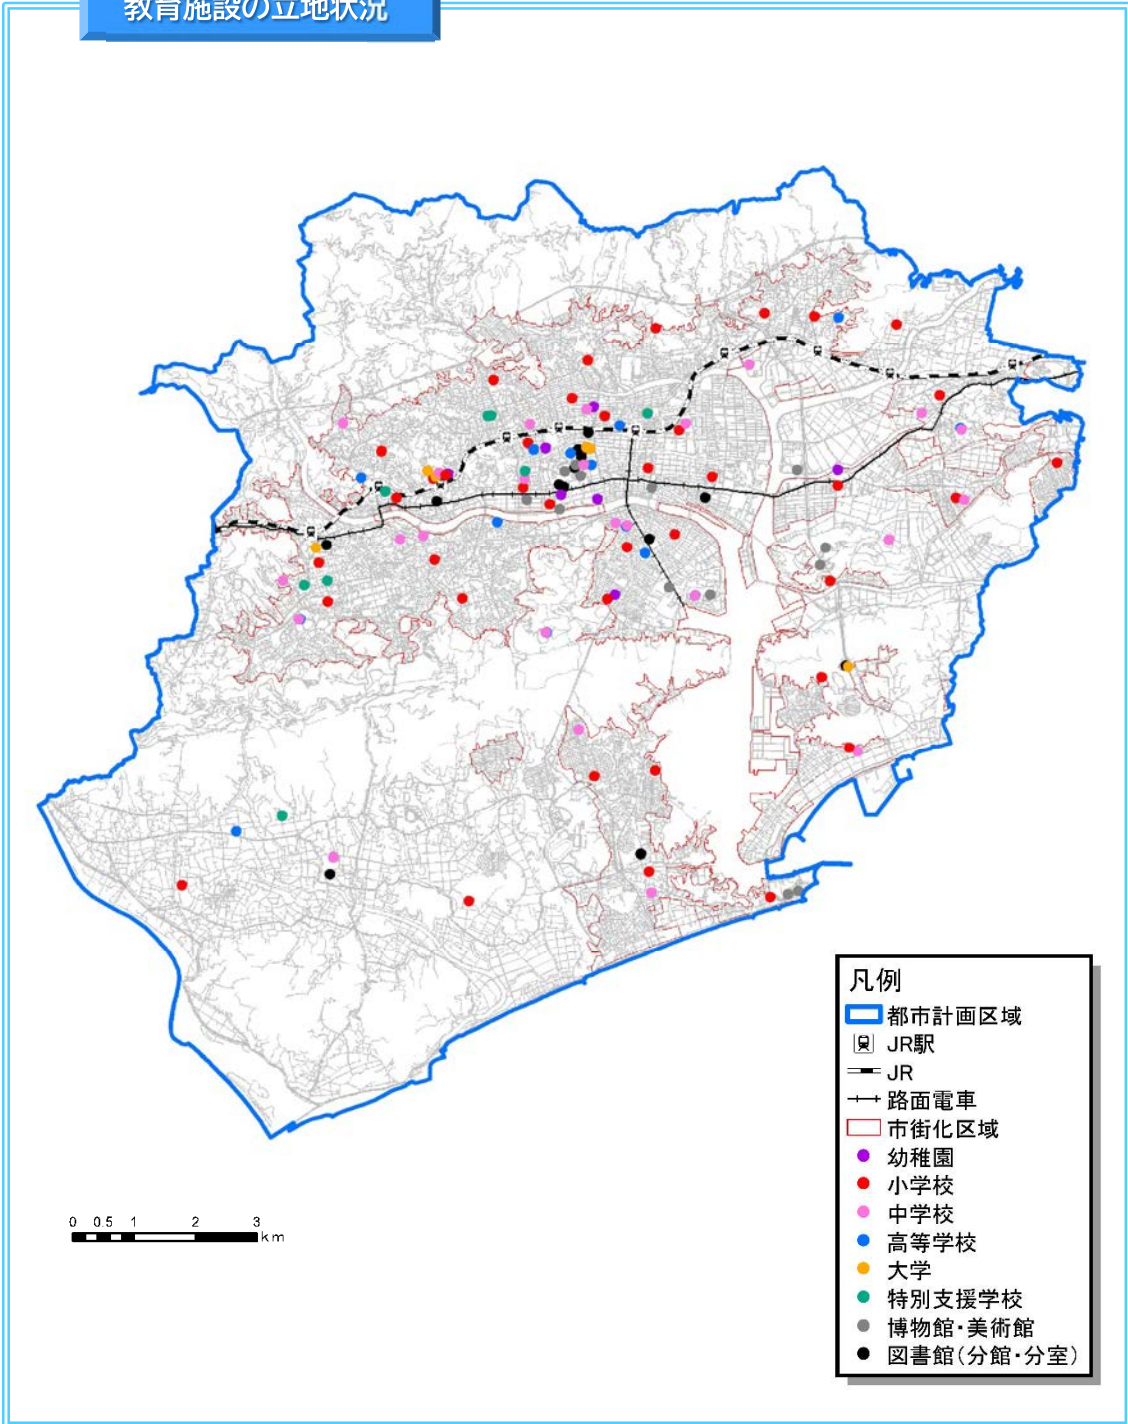 教育施設の立地状況
凡例
都市計画区域
JR駅
JR
路面電車
市街化区域
幼稚園
小学校
中学校
高等学校
大学
特別支援学校
博物館・美術館
図書館(分館・分室)
0 0.5 1 2 3
km